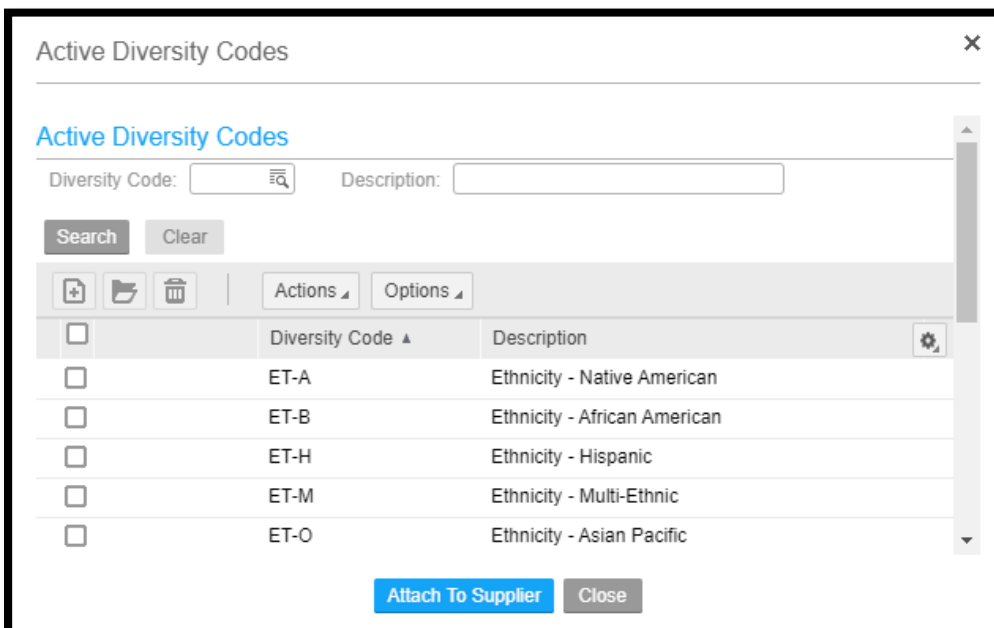 Active Diversity Codes
Active Diversity Codes
Diversity Code: Description:
Search Clear
Actions Options
Diversity Code Description
ET-A Ethnicity - Native American
ET-B Ethnicity - African American
ET-H Ethnicity - Hispanic
ET-M Ethnicity - Multi-Ethnic
ET-O Ethnicity - Asian Pacific
Attach To Supplier Close